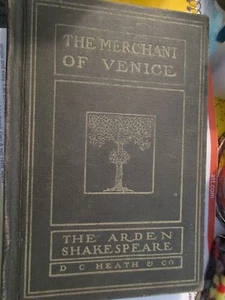 THE MERCHANT
OF VENICE
THE ARDEN
SHAKESPEARE
D C HEATH & CO